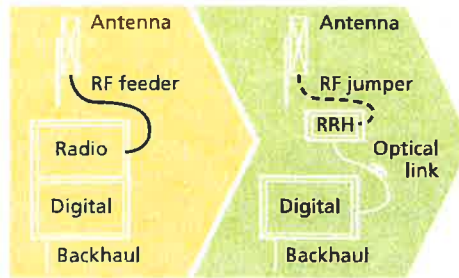 Antenna
RF feeder
Radio
Digital
Backhaul
Antenna
RF jumper
RRH
Optical
link
Digital
Backhaul